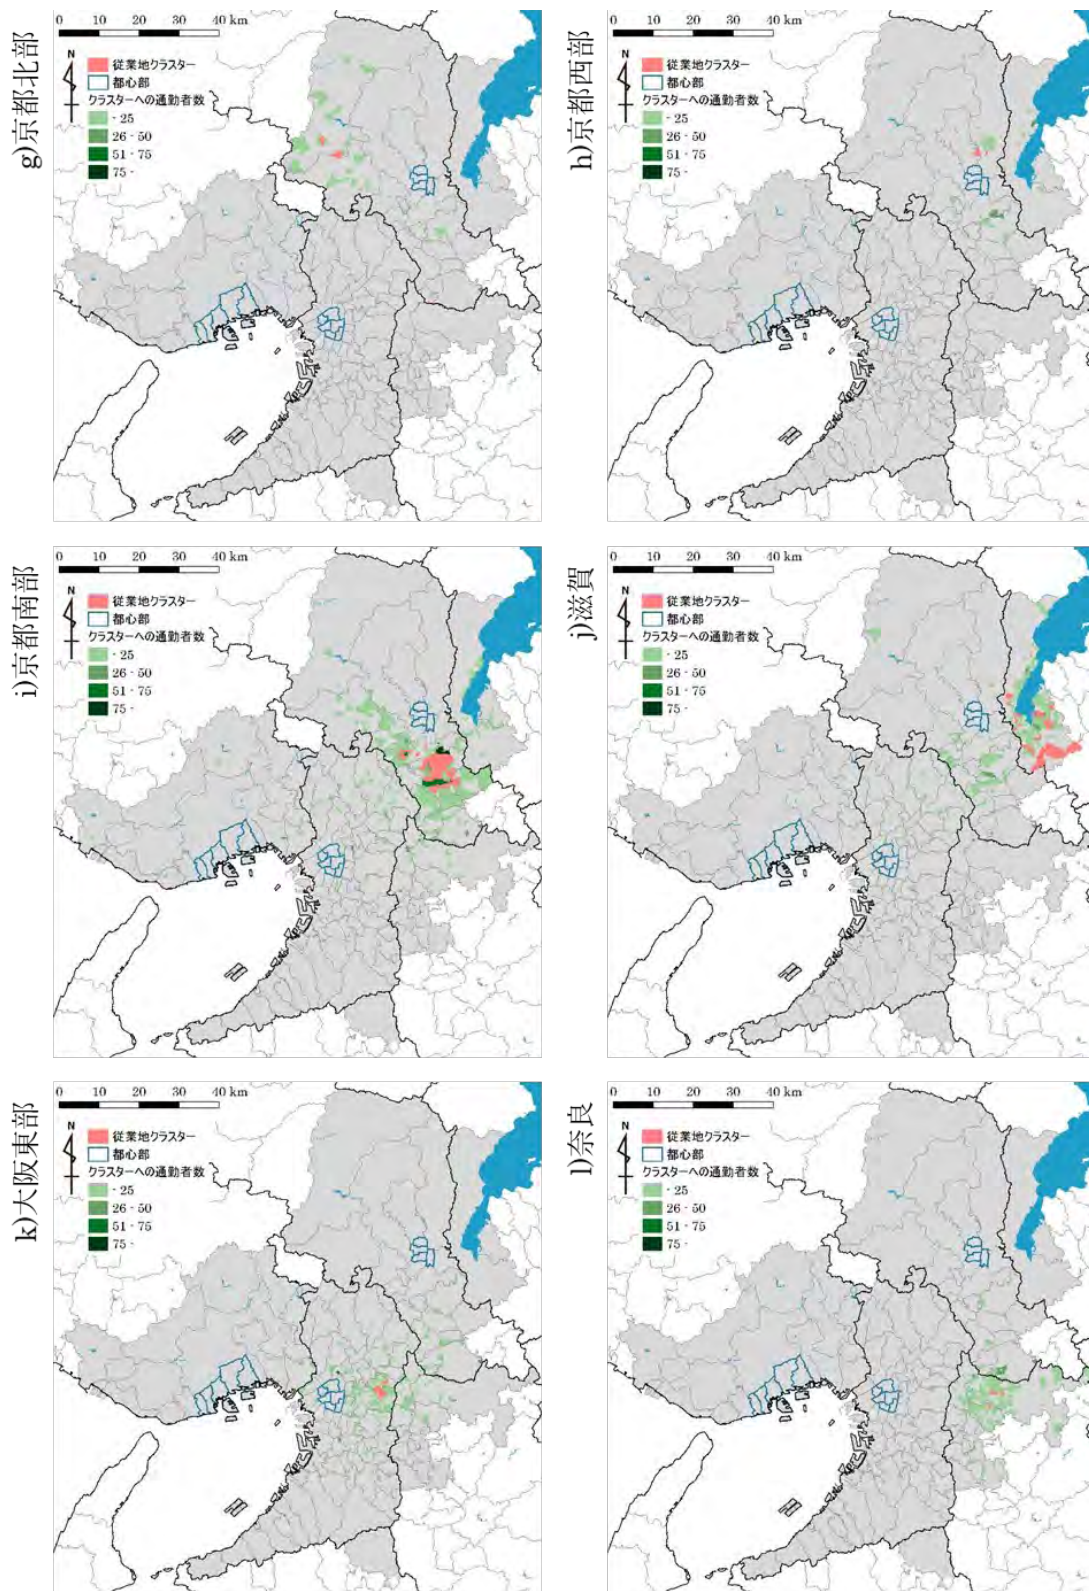 g)京都北部
0 10 20 30 40 km
N
従業地クラスター
都心部
クラスターへの通勤者数
- 25
26 - 50
51 - 75
75 -
h)京都西部
0 10 20 30 40 km
N
従業地クラスター
都心部
クラスターへの通勤者数
- 25
26 - 50
51 - 75
75 -
i)京都南部
0 10 20 30 40 km
N
従業地クラスター
都心部
クラスターへの通勤者数
- 25
26 - 50
51 - 75
75 -
j)滋賀
0 10 20 30 40 km
N
従業地クラスター
都心部
クラスターへの通勤者数
- 25
26 - 50
51 - 75
75 -
k)大阪東部
0 10 20 30 40 km
N
従業地クラスター
都心部
クラスターへの通勤者数
- 25
26 - 50
51 - 75
75 -
l)奈良
0 10 20 30 40 km
N
従業地クラスター
都心部
クラスターへの通勤者数
- 25
26 - 50
51 - 75
75 -